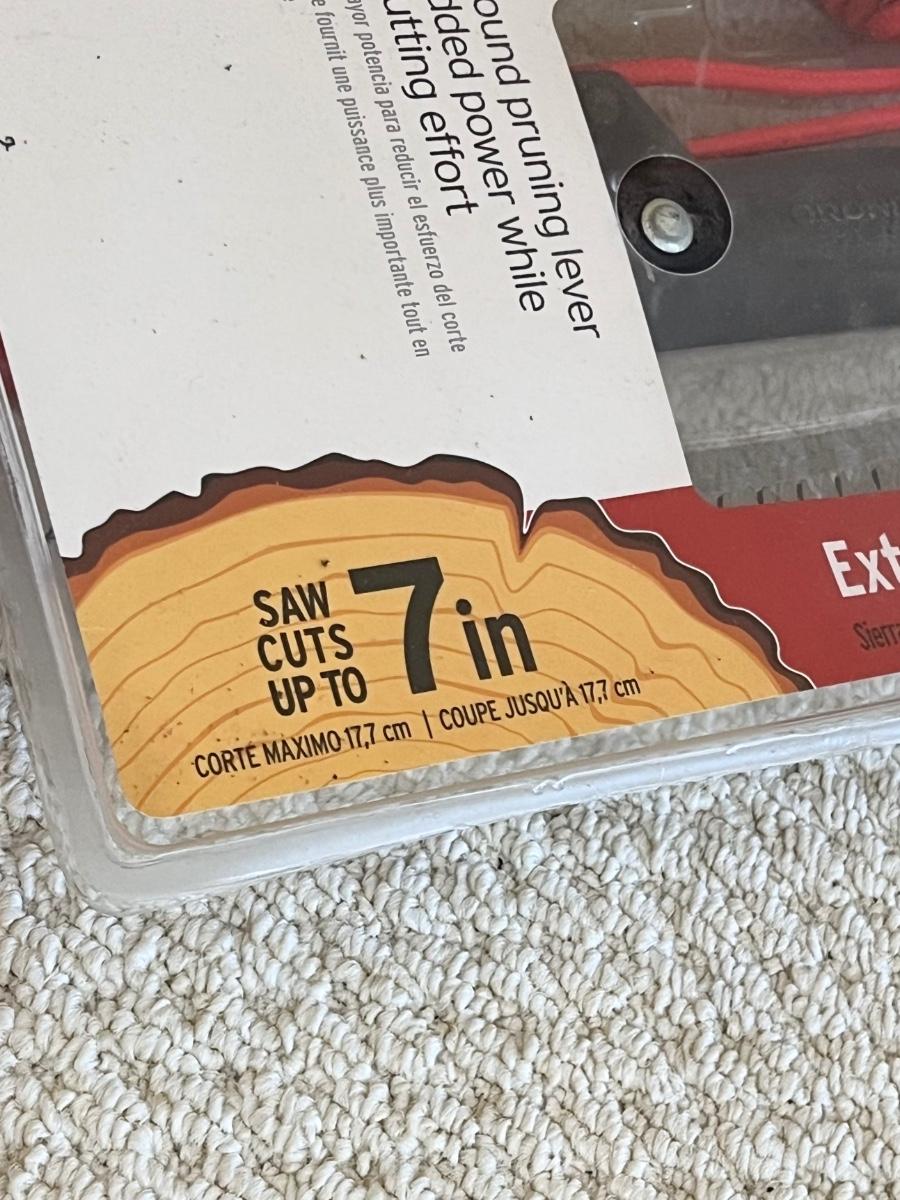 ound pruning lever
dded power while
utting effort
ayor potencia para reducir el esfuerzo del corte
e fournit une puissance plus importante tout en
SAW
CUTS
UP TO
7 in
CORTE MÁXIMO 17,7 cm | COUPE JUSQU'À 17,7 cm
Ext
Sierra